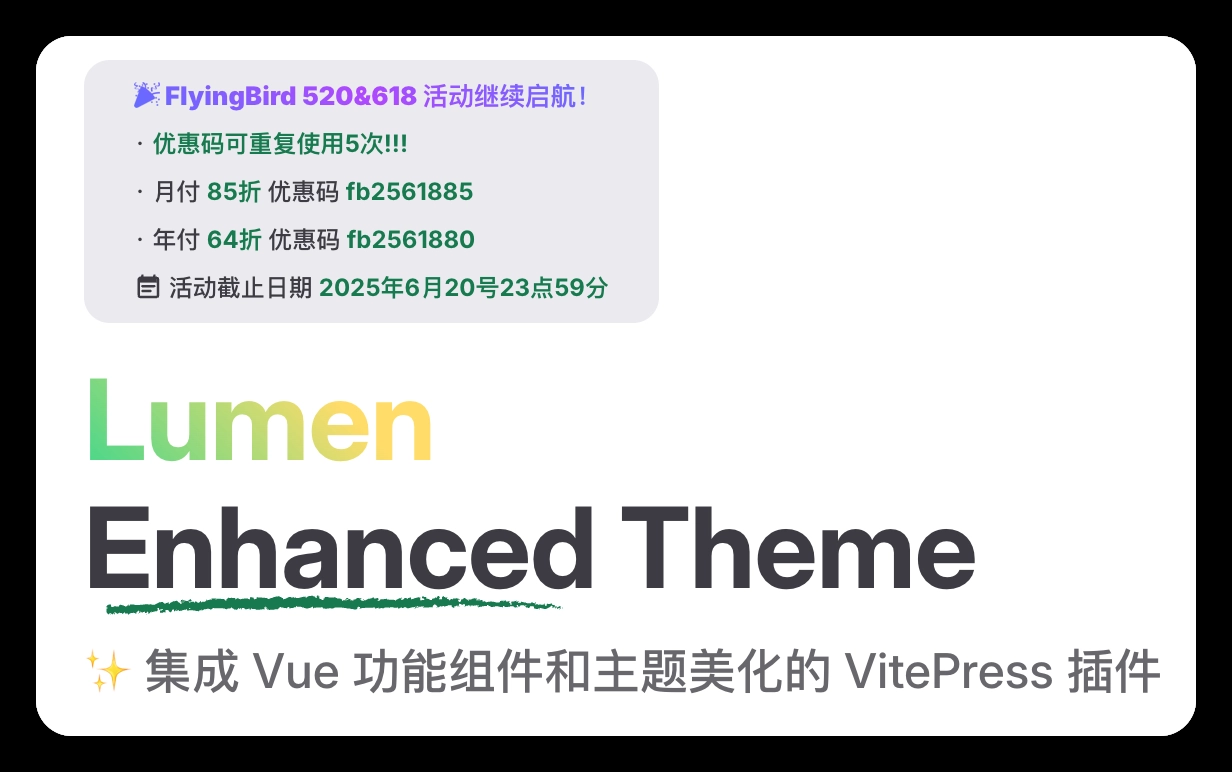 🎉 FlyingBird 520&618 活动继续启航！
· 优惠码可重复使用5次!!!
· 月付 85折 优惠码 fb2561885
· 年付 64折 优惠码 fb2561880
活动截止日期 2025年6月20号23点59分
Lumen
Enhanced Theme
✨ 集成 Vue 功能组件和主题美化的 VitePress 插件